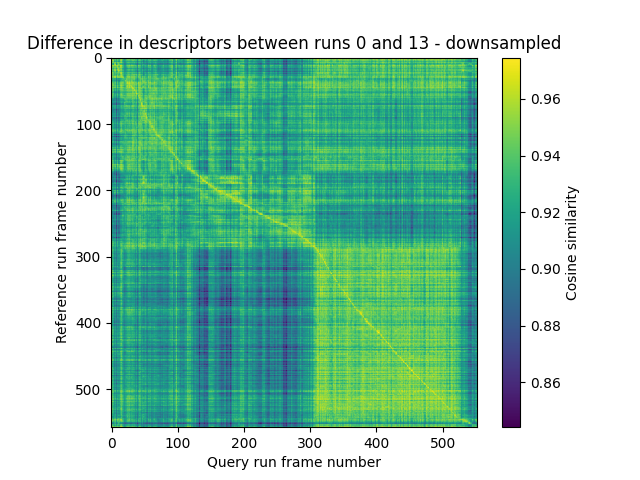 Difference in descriptors between runs 0 and 13 - downsampled
0
100
200
300
400
500
Reference run frame number
0 100 200 300 400 500
Query run frame number
0.96
0.94
0.92
0.90
0.88
0.86
Cosine similarity